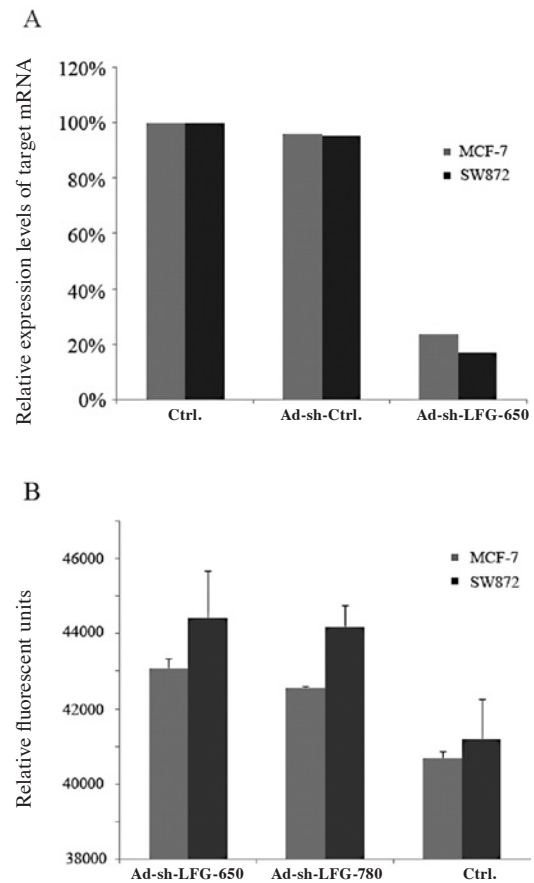 A
Relative expression levels of target mRNA
120%
100%
80%
60%
40%
20%
0%
MCF-7
SW872
Ctrl.
Ad-sh-Ctrl.
Ad-sh-LFG-650
B
Relative fluorescent units
46000
44000
42000
40000
38000
MCF-7
SW872
Ad-sh-LFG-650
Ad-sh-LFG-780
Ctrl.